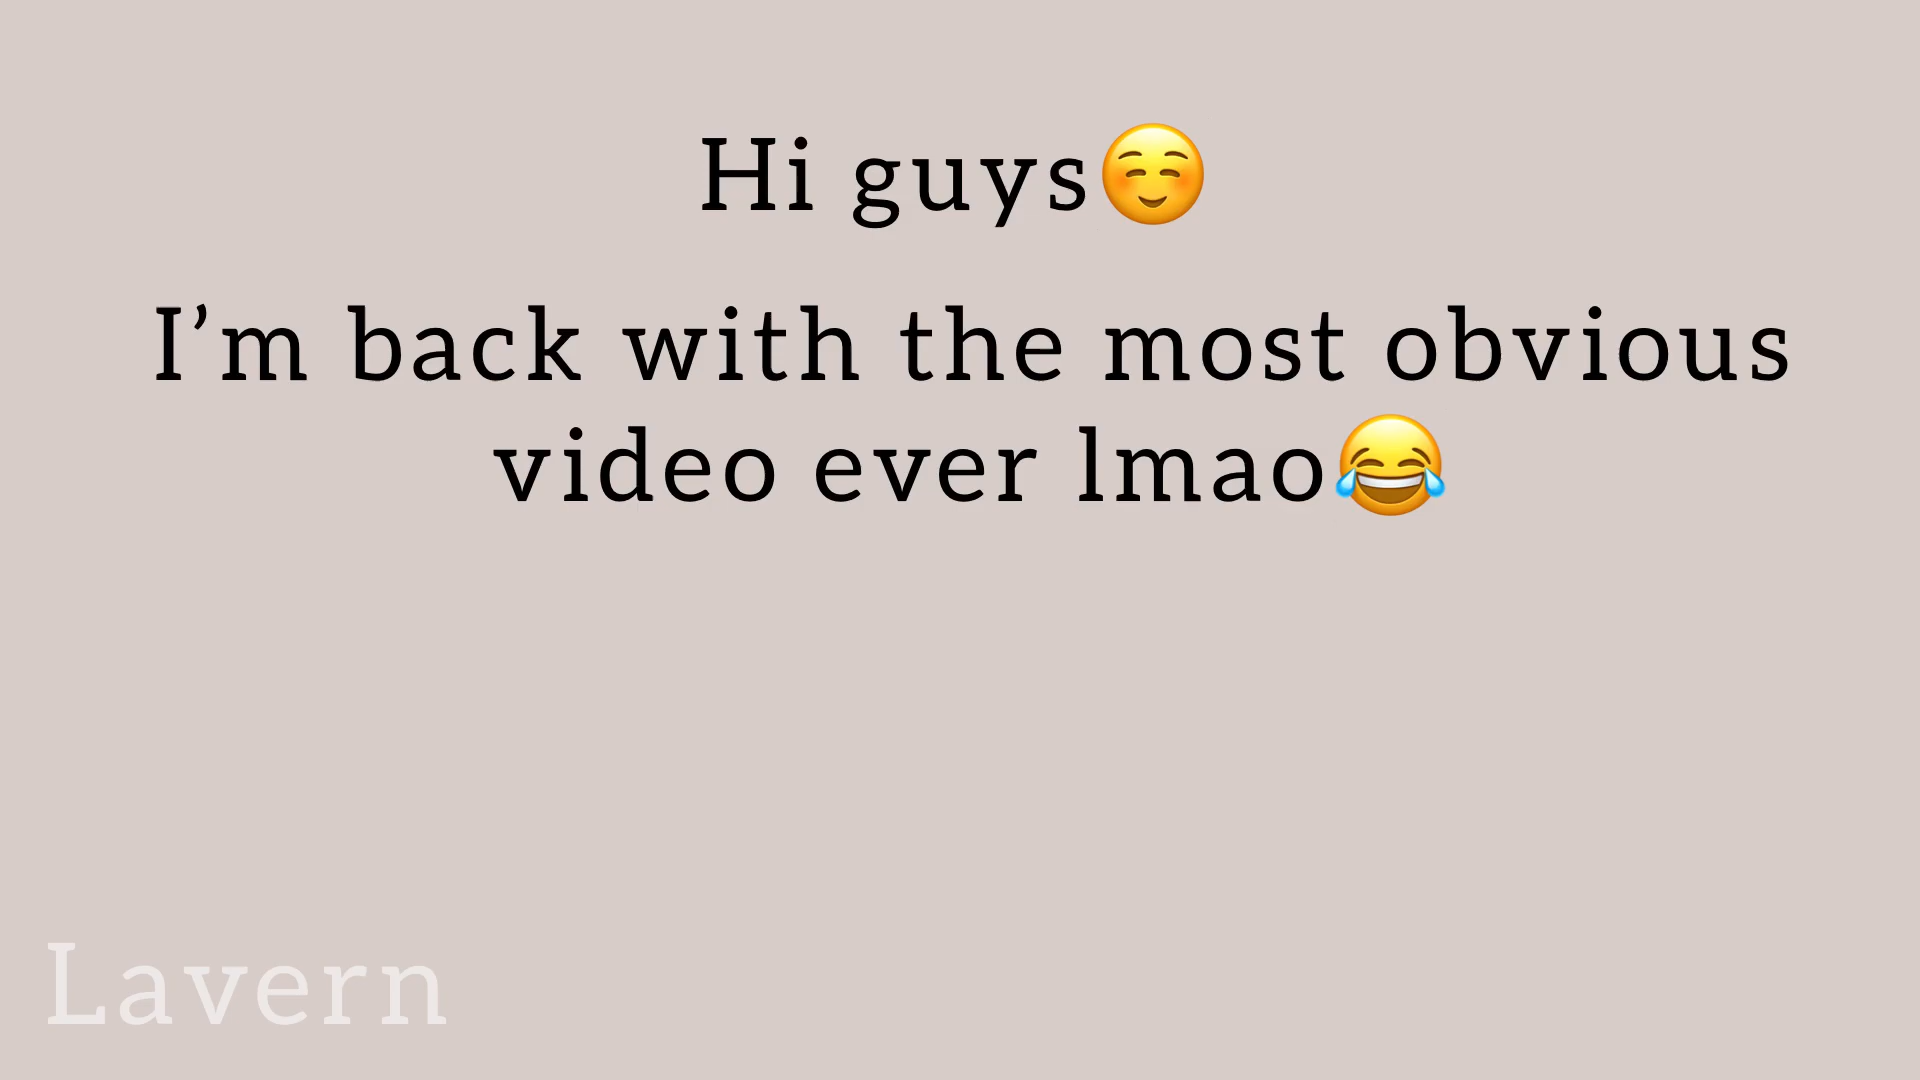 Hi guys☺️
I’m back with the most obvious
video ever lmao😂
Lavern